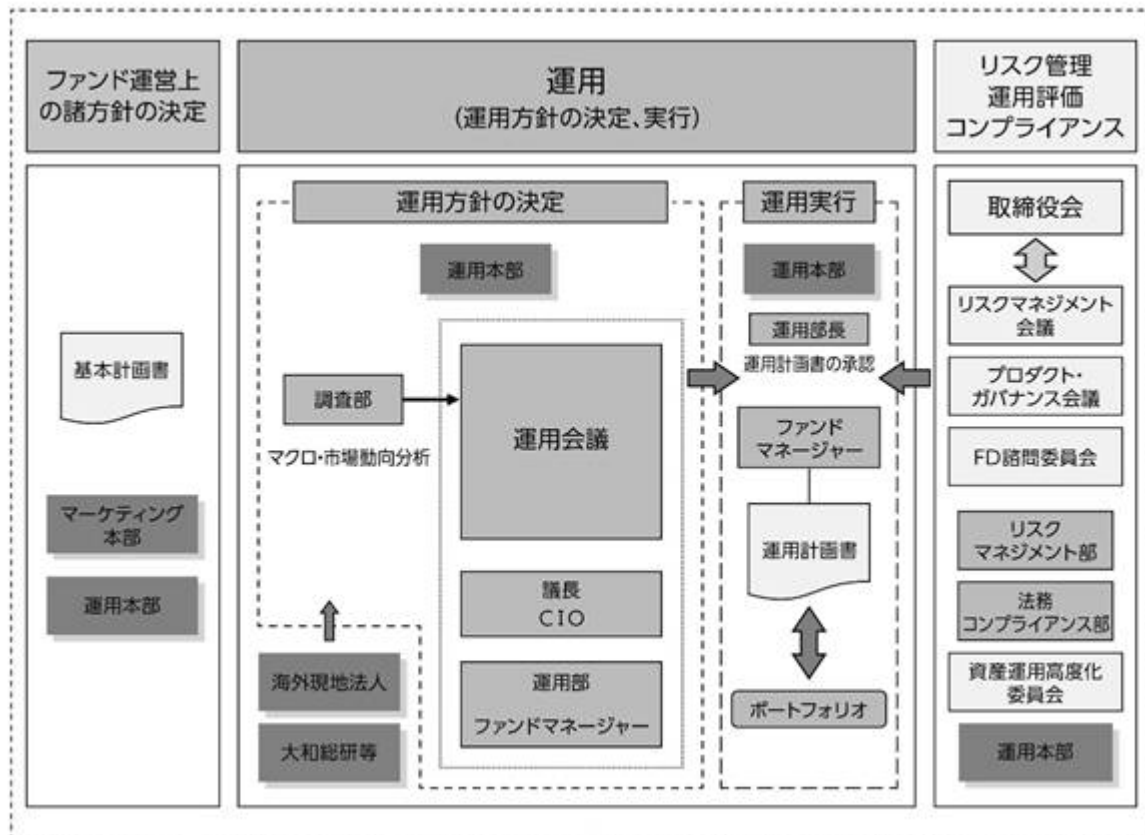 ファンド運営上
の諸方針の決定
運用
(運用方針の決定、実行)
リスク管理
運用評価
コンプライアンス
基本計画書
マーケティング
本部
運用本部
運用方針の決定
運用本部
調査部
マクロ・市場動向分析
運用会議
議長
CIO
運用部
ファンドマネージャー
海外現地法人
大和総研等
運用実行
運用本部
運用部長
運用計画書の承認
ファンド
マネージャー
運用計画書
ポートフォリオ
取締役会
リスクマネジメント
会議
プロダクト・
ガバナンス会議
FD諮問委員会
リスク
マネジメント部
法務
コンプライアンス部
資産運用高度化
委員会
運用本部